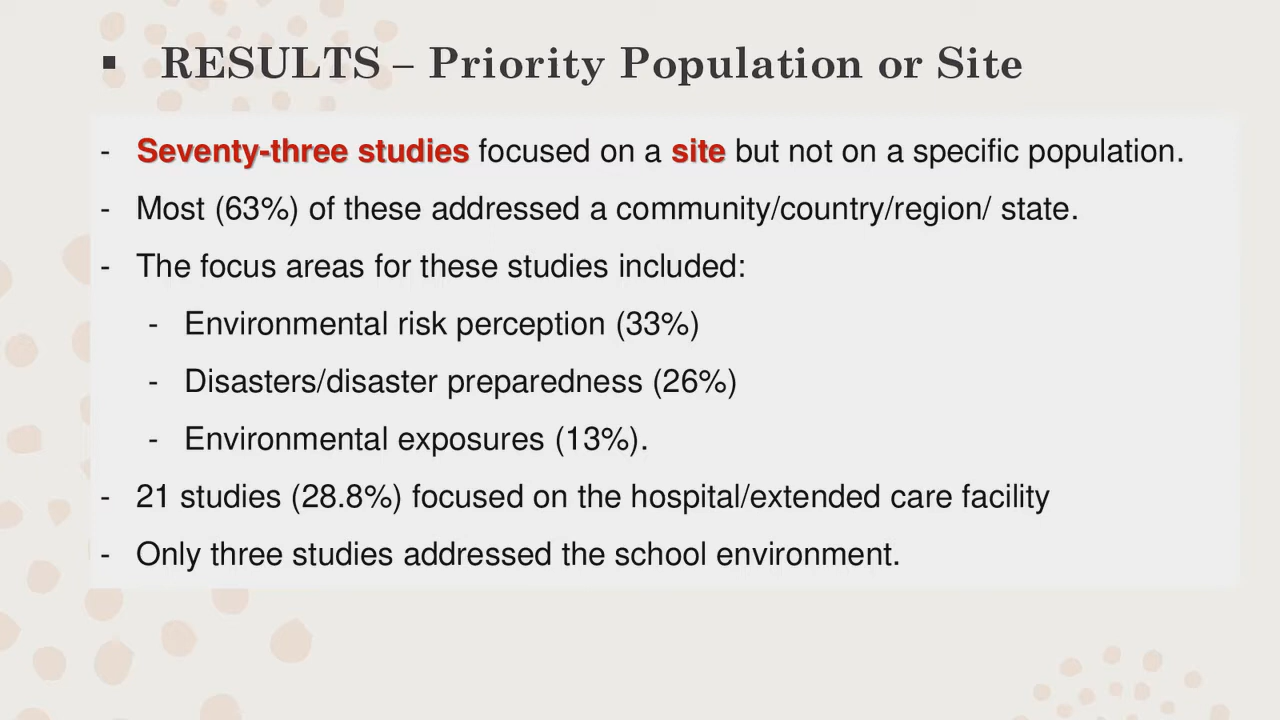 ▪ RESULTS – Priority Population or Site
- Seventy-three studies focused on a site but not on a specific population.
- Most (63%) of these addressed a community/country/region/ state.
- The focus areas for these studies included:
- Environmental risk perception (33%)
- Disasters/disaster preparedness (26%)
- Environmental exposures (13%).
- 21 studies (28.8%) focused on the hospital/extended care facility
- Only three studies addressed the school environment.